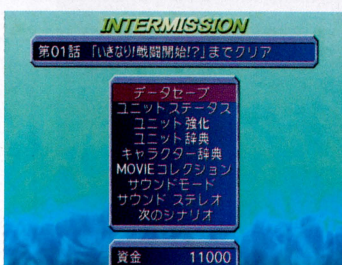 INTERMISSION
第01話 「いきなり!戦闘開始!?」までクリア
データセーブ
ユニットステータス
ユニット強化
ユニット辞典
キャラクター辞典
MOVIEコレクション
サウンドモード
サウンド ステレオ
次のシナリオ
資金 11000